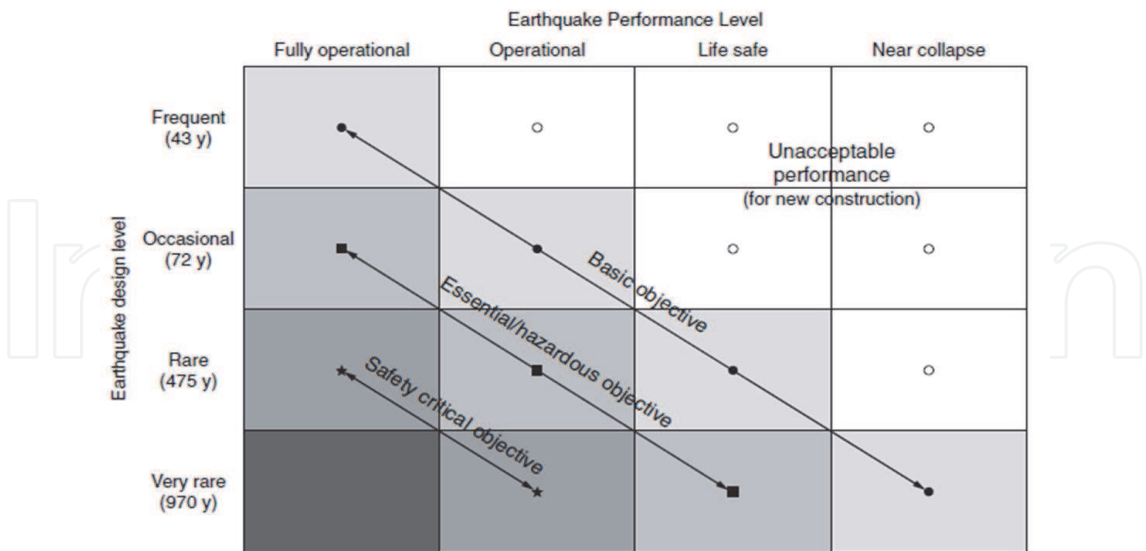 Earthquake Performance Level
Fully operational
Operational
Life safe
Near collapse
Earthquake design level
Frequent
(43 y)
Unacceptable
performance
(for new construction)
Occasional
(72 y)
Basic objective
Essential/hazardous objective
Rare
(475 y)
Safety critical objective
Very rare
(970 y)